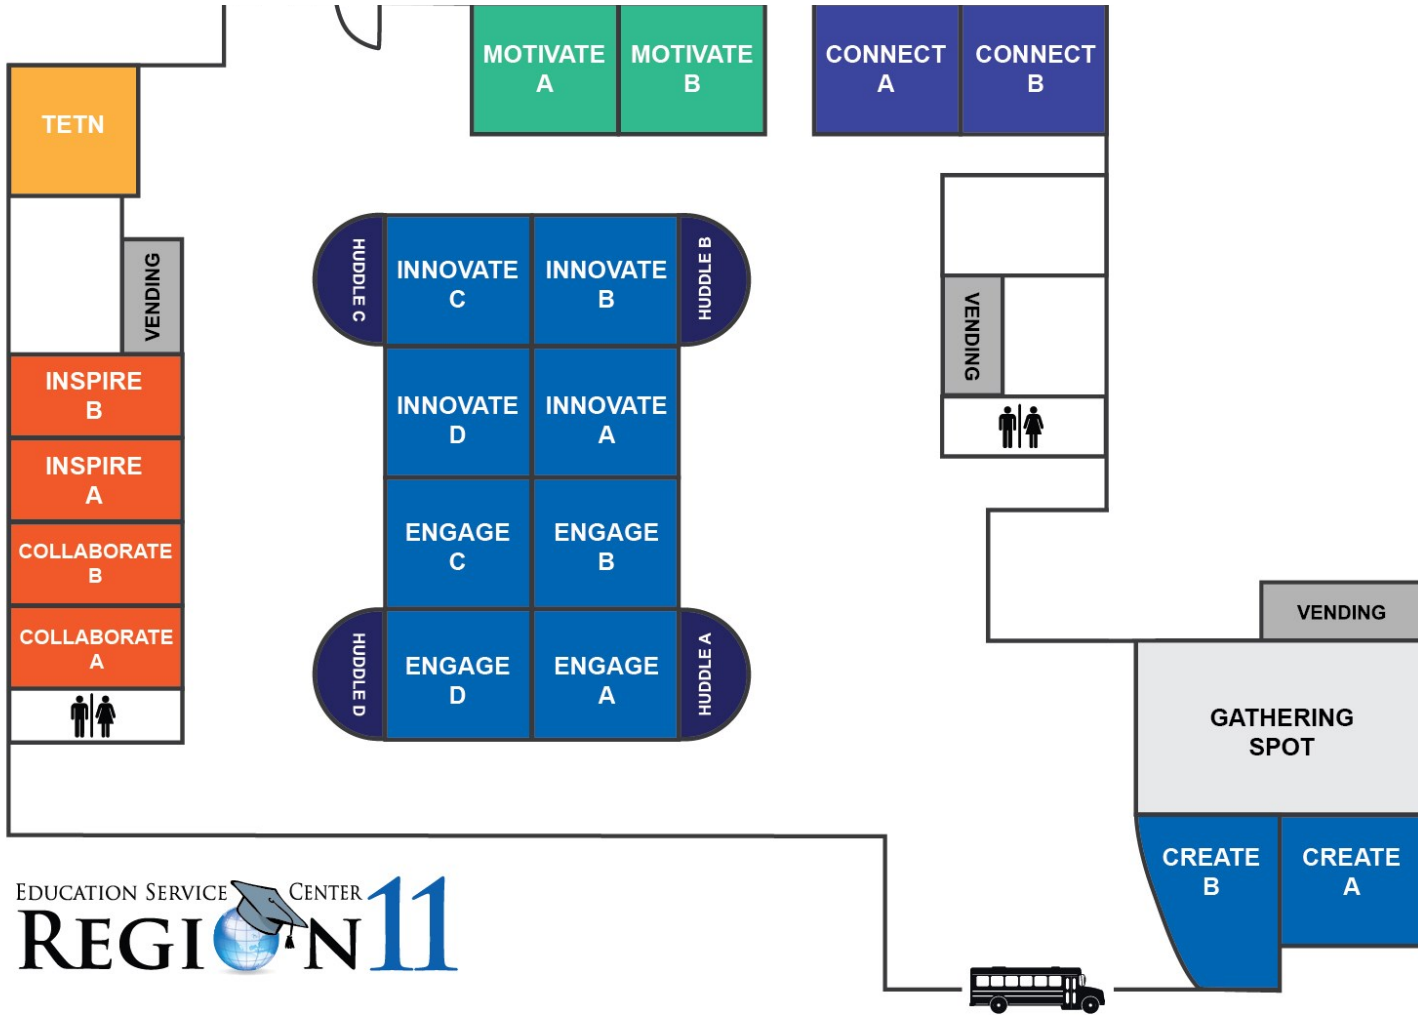 MOTIVATE
A
MOTIVATE
B
CONNECT
A
CONNECT
B
TETN
HUDDLE C
INNOVATE
C
INNOVATE
B
HUDDLE B
VENDING
VENDING
INSPIRE
B
INNOVATE
D
INNOVATE
A
INSPIRE
A
COLLABORATE
B
ENGAGE
C
ENGAGE
B
COLLABORATE
A
HUDDLE D
ENGAGE
D
ENGAGE
A
HUDDLE A
VENDING
GATHERING
SPOT
CREATE
B
CREATE
A
EDUCATION SERVICE CENTER
REGION 11